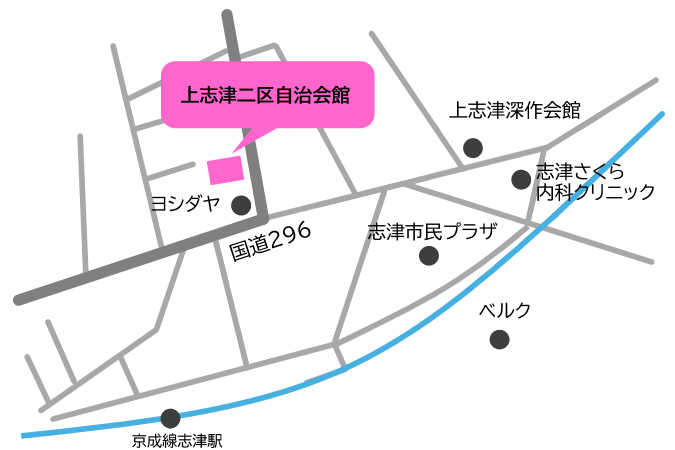 上志津二区自治会館
上志津深作会館
志津さくら
内科クリニック
ヨシダヤ
国道296
志津市民プラザ
ベルク
京成線志津駅